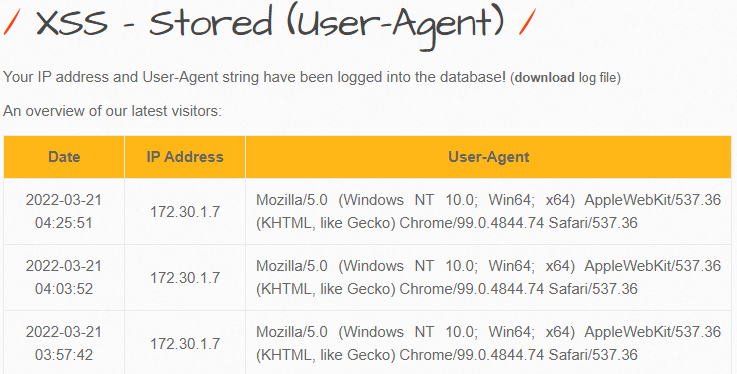 / XSS - Stored (User-Agent) /
Your IP address and User-Agent string have been logged into the database! (download log file)
An overview of our latest visitors:
Date IP Address User-Agent
2022-03-21
04:25:51
172.30.1.7
Mozilla/5.0 (Windows NT 10.0; Win64; x64) AppleWebKit/537.36
(KHTML, like Gecko) Chrome/99.0.4844.74 Safari/537.36
2022-03-21
04:03:52
172.30.1.7
Mozilla/5.0 (Windows NT 10.0; Win64; x64) AppleWebKit/537.36
(KHTML, like Gecko) Chrome/99.0.4844.74 Safari/537.36
2022-03-21
03:57:42
172.30.1.7
Mozilla/5.0 (Windows NT 10.0; Win64; x64) AppleWebKit/537.36
(KHTML, like Gecko) Chrome/99.0.4844.74 Safari/537.36